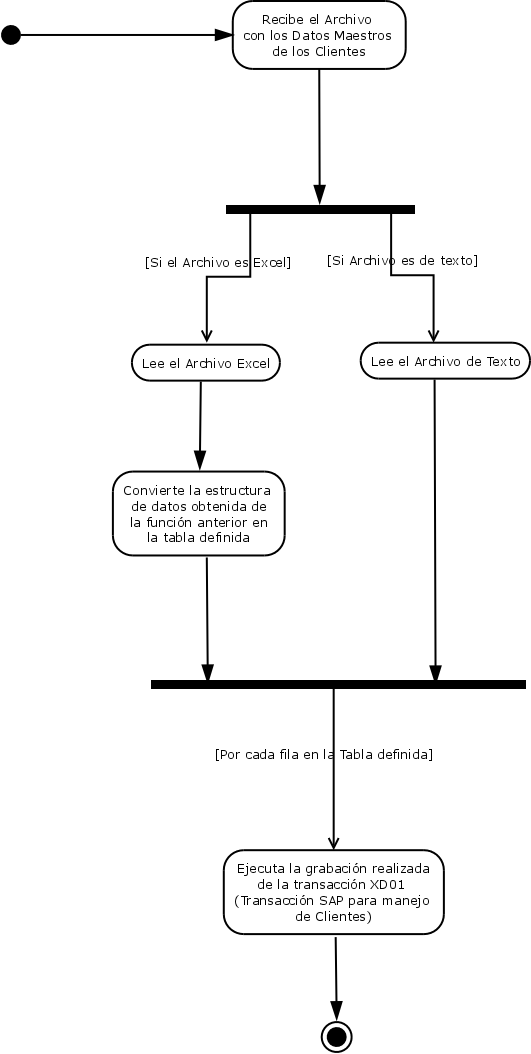 Recibe el Archivo
con los Datos Maestros
de los Clientes
[Si el Archivo es Excel]
[Si Archivo es de texto]
Lee el Archivo Excel
Lee el Archivo de Texto
Convierte la estructura
de datos obtenida de
la función anterior en
la tabla definida
[Por cada fila en la Tabla definida]
Ejecuta la grabación realizada
de la transacción XD01
(Transacción SAP para manejo
de Clientes)